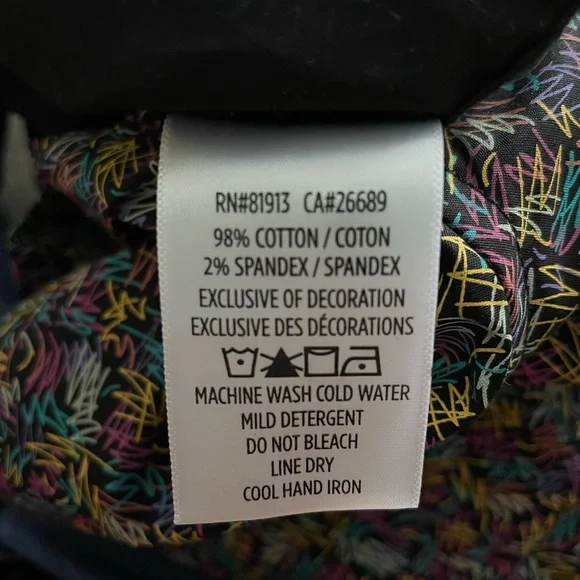 RN#81913 CA#26689
98% COTTON / COTON
2% SPANDEX / SPANDEX
EXCLUSIVE OF DECORATION
EXCLUSIVE DES DÉCORATIONS
MACHINE WASH COLD WATER
MILD DETERGENT
DO NOT BLEACH
LINE DRY
COOL HAND IRON